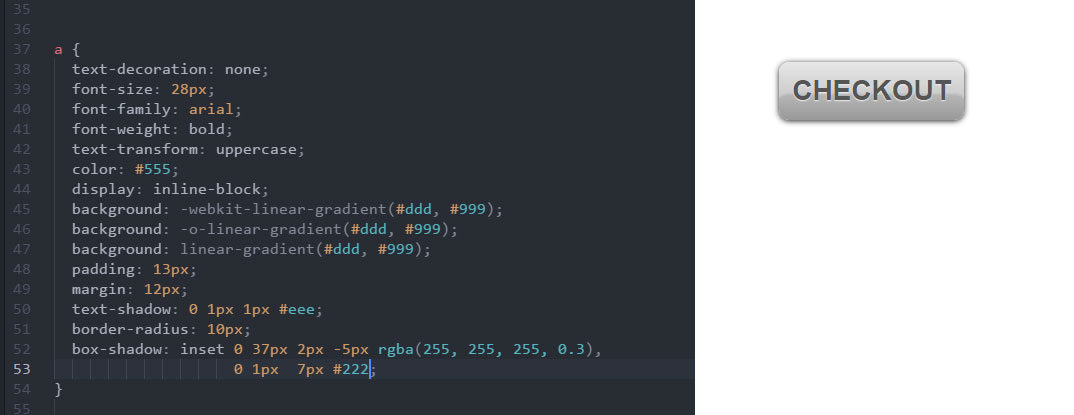 35
36
37 a {
38 text-decoration: none;
39 font-size: 28px;
40 font-family: arial;
41 font-weight: bold;
42 text-transform: uppercase;
43 color: #555;
44 display: inline-block;
45 background: -webkit-linear-gradient(#ddd, #999);
46 background: -o-linear-gradient(#ddd, #999);
47 background: linear-gradient(#ddd, #999);
48 padding: 13px;
49 margin: 12px;
50 text-shadow: 0 1px 1px #eee;
51 border-radius: 10px;
52 box-shadow: inset 0 37px 2px -5px rgba(255, 255, 255, 0.3),
53 0 1px  7px #222;
54 }
55
CHECKOUT